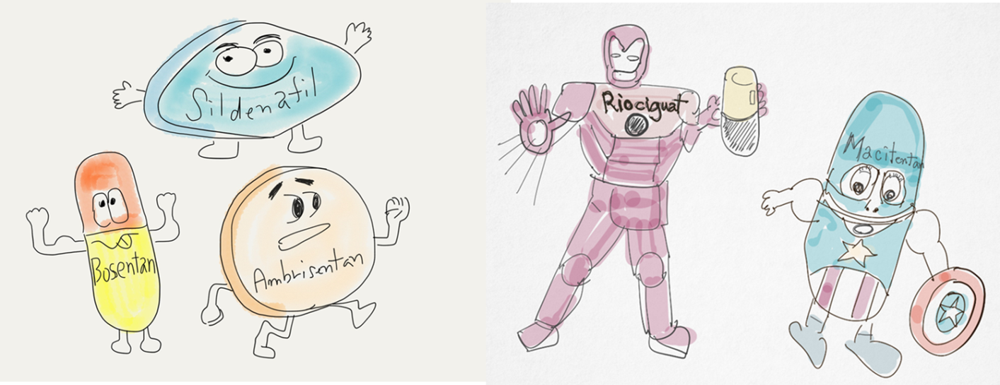 Sildenafil
Bosentan
Ambrisentan
Riociguat
Macitentan